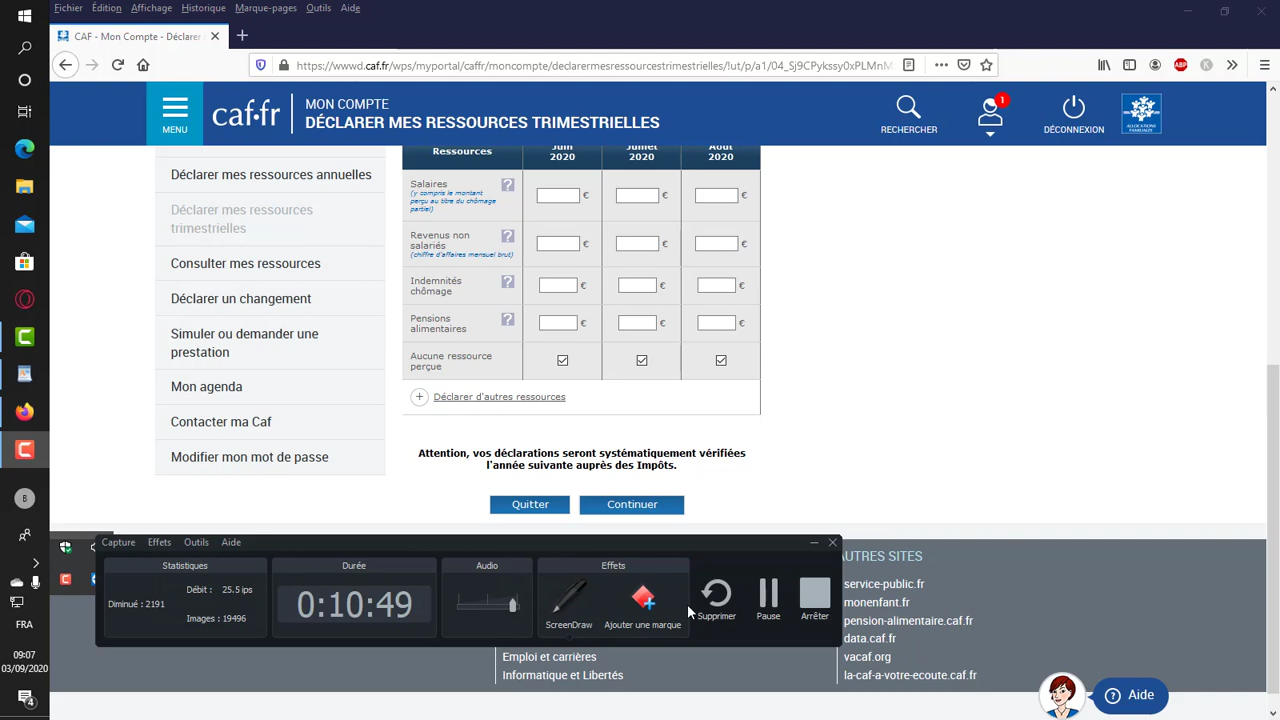 Fichier Édition Affichage Historique Marque-pages Outils Aide
CAF - Mon Compte - Déclarer
https://wwwd.caf.fr/wps/myportal/caffr/moncompte/declarermesressourcestrimestrielles/!ut/p/a1/04_Sj9CPykssy0xPLMnM
ABP
K
MENU
caf.fr
MON COMPTE
DÉCLARER MES RESSOURCES TRIMESTRIELLES
RECHERCHER
1
DÉCONNEXION
ALLOCATIONS
FAMILIALES
Déclarer mes ressources annuelles
Déclarer mes ressources
trimestrielles
Consulter mes ressources
Déclarer un changement
Simuler ou demander une
prestation
Mon agenda
Contacter ma Caf
Modifier mon mot de passe
Ressources
Juin
2020
Juillet
2020
Août
2020
Salaires
(y compris le montant
perçu au titre du chômage
partiel)
? € € €
Revenus non
salariés
(chiffre d'affaires mensuel brut)
? € € €
Indemnités
chômage
? € € €
Pensions
alimentaires
? € € €
Aucune ressource
perçue
+ Déclarer d'autres ressources
Attention, vos déclarations seront systématiquement vérifiées
l'année suivante auprès des Impôts.
Quitter Continuer
Capture Effets Outils Aide
Statistiques
Débit : 25.5 ips
Diminué : 2191
Images : 19496
Durée
0:10:49
Audio
Effets
ScreenDraw
Ajouter une marque
Supprimer
Pause
Arrêter
AUTRES SITES
service-public.fr
monenfant.fr
pension-alimentaire.caf.fr
data.caf.fr
vacaf.org
la-caf-a-votre-ecoute.caf.fr
Emploi et carrières
Informatique et Libertés
? Aide
B
FRA
09:07
03/09/2020
4